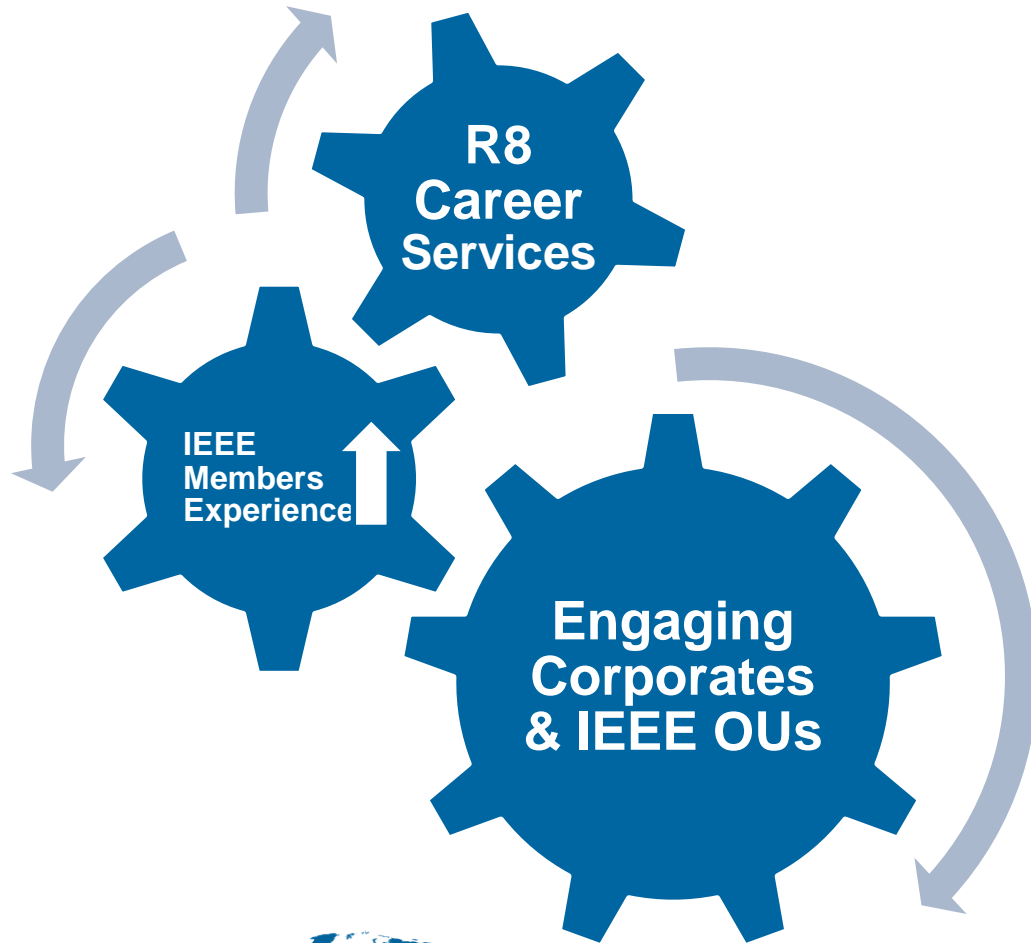 R8
Career
Services
IEEE
Members
Experience
Engaging
Corporates
& IEEE OUs